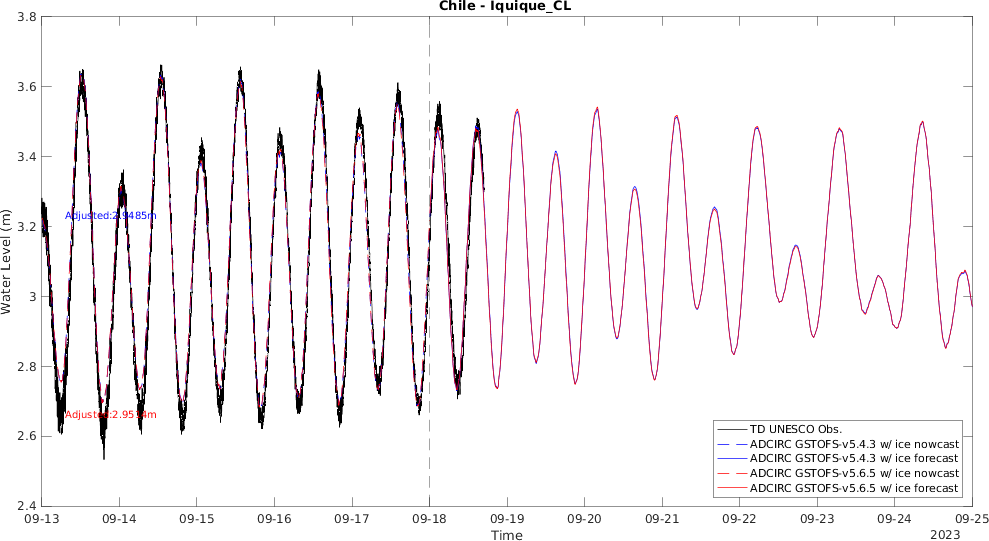 Chile - Iquique_CL
Water Level (m)
3.8
3.6
3.4
3.2
3
2.8
2.6
2.4
Adjusted:2.9485m
TD UNESCO Obs.
ADCIRC GSTOFS-v5.4.3 w/ ice nowcast
ADCIRC GSTOFS-v5.4.3 w/ ice forecast
ADCIRC GSTOFS-v5.6.5 w/ ice nowcast
ADCIRC GSTOFS-v5.6.5 w/ ice forecast
09-13 09-14 09-15 09-16 09-17 09-18 09-19 09-20 09-21 09-22 09-23 09-24 09-25
Time
2023